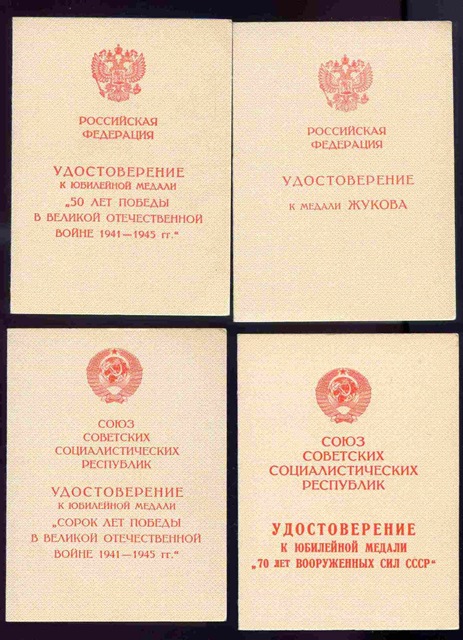 РОССИЙСКАЯ
ФЕДЕРАЦИЯ
УДОСТОВЕРЕНИЕ
К ЮБИЛЕЙНОЙ МЕДАЛИ
„50 ЛЕТ ПОБЕДЫ
В ВЕЛИКОЙ ОТЕЧЕСТВЕННОЙ
ВОЙНЕ 1941—1945 гг.“
РОССИЙСКАЯ
ФЕДЕРАЦИЯ
УДОСТОВЕРЕНИЕ
К МЕДАЛИ ЖУКОВА
СОЮЗ
СОВЕТСКИХ
СОЦИАЛИСТИЧЕСКИХ
РЕСПУБЛИК
УДОСТОВЕРЕНИЕ
К ЮБИЛЕЙНОЙ МЕДАЛИ
„СОРОК ЛЕТ ПОБЕДЫ
В ВЕЛИКОЙ ОТЕЧЕСТВЕННОЙ
ВОЙНЕ 1941—1945 гг.“
СОЮЗ
СОВЕТСКИХ
СОЦИАЛИСТИЧЕСКИХ
РЕСПУБЛИК
УДОСТОВЕРЕНИЕ
К ЮБИЛЕЙНОЙ МЕДАЛИ
„70 ЛЕТ ВООРУЖЕННЫХ СИЛ СССР“